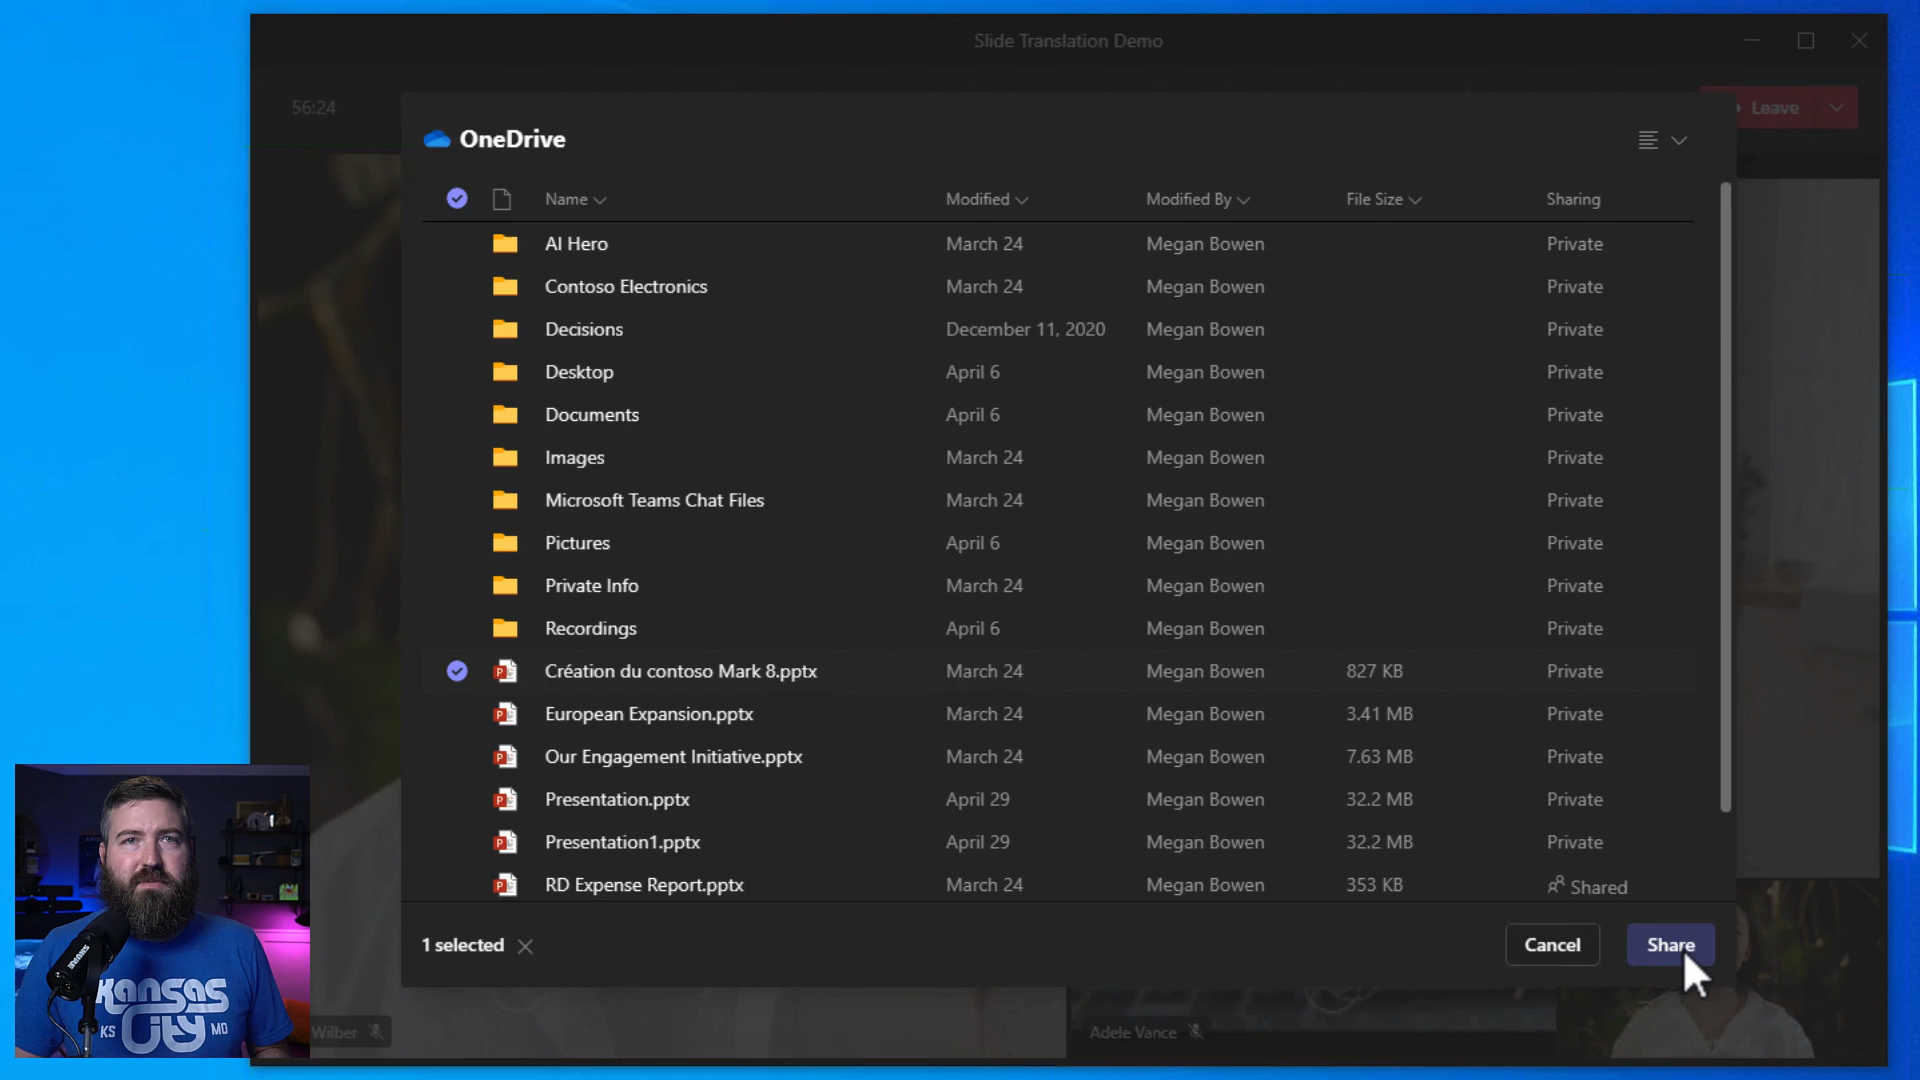 Slide Translation Demo
56:24
Leave
OneDrive
Name Modified Modified By File Size Sharing
AI Hero March 24 Megan Bowen Private
Contoso Electronics March 24 Megan Bowen Private
Decisions December 11, 2020 Megan Bowen Private
Desktop April 6 Megan Bowen Private
Documents April 6 Megan Bowen Private
Images March 24 Megan Bowen Private
Microsoft Teams Chat Files March 24 Megan Bowen Private
Pictures April 6 Megan Bowen Private
Private Info March 24 Megan Bowen Private
Recordings April 6 Megan Bowen Private
Création du contoso Mark 8.pptx March 24 Megan Bowen 827 KB Private
European Expansion.pptx March 24 Megan Bowen 3.41 MB Private
Our Engagement Initiative.pptx March 24 Megan Bowen 7.63 MB Private
Presentation.pptx April 29 Megan Bowen 32.2 MB Private
Presentation1.pptx April 29 Megan Bowen 32.2 MB Private
RD Expense Report.pptx March 24 Megan Bowen 353 KB Shared
1 selected Cancel Share
SHURE
Kansas
KS City MO
Wilber
Adele Vance